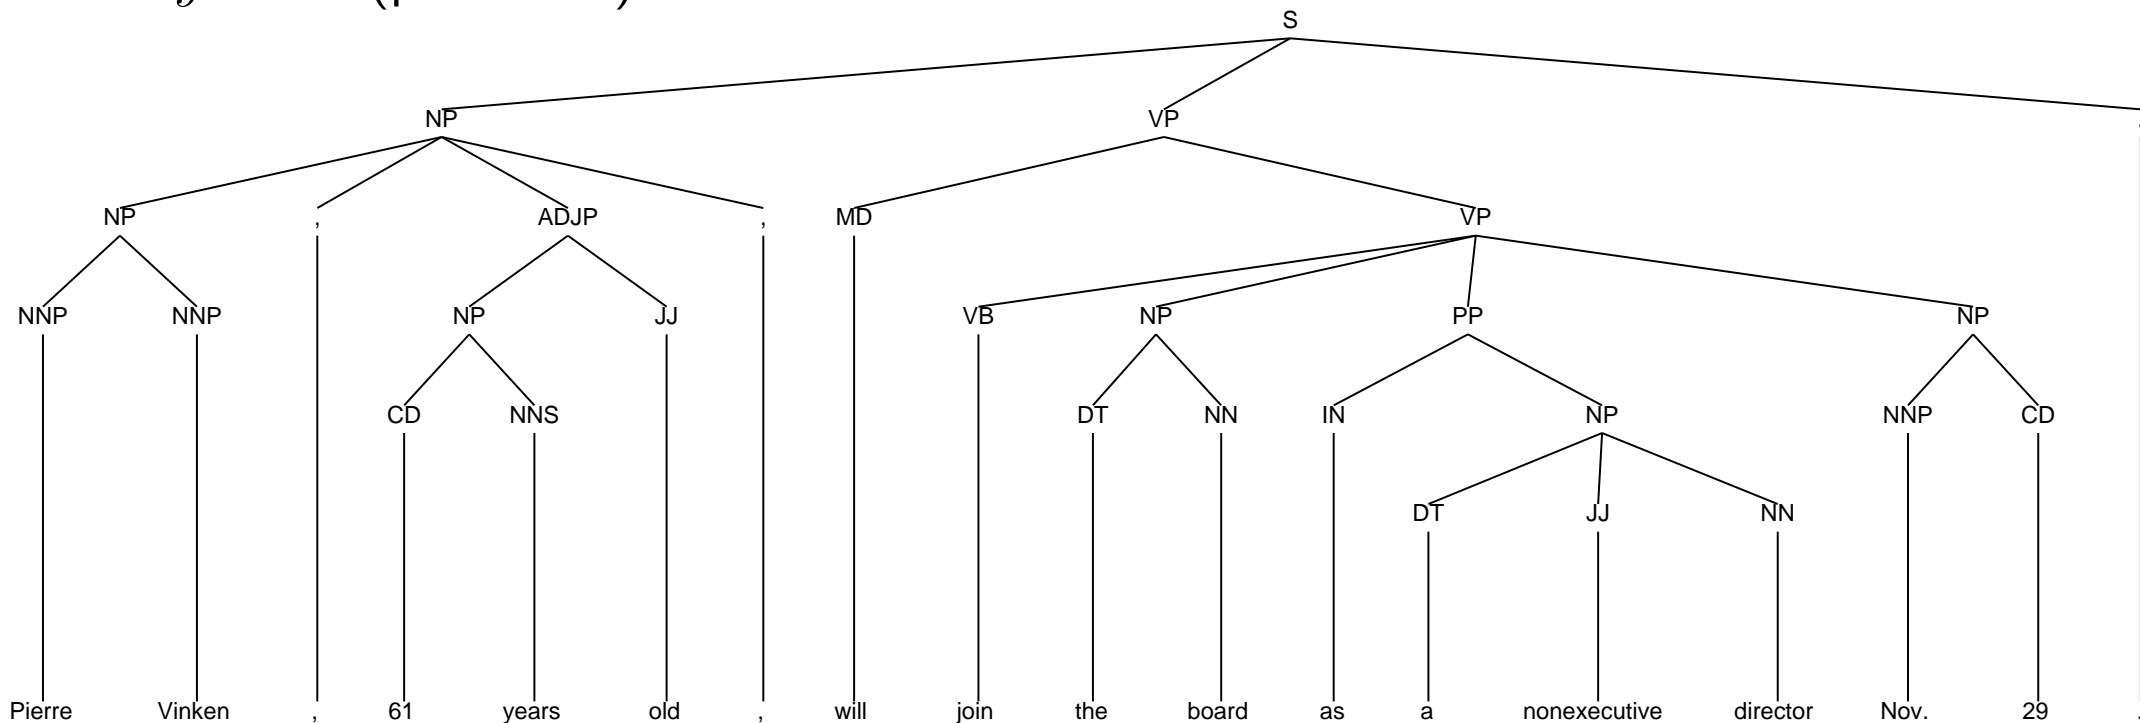 S
NP VP .
NP , ADJP , MD VP
NNP NNP NP JJ VB NP PP NP
CD NNS DT NN IN NP NNP CD
DT JJ NN
Pierre Vinken , 61 years old , will join the board as a nonexecutive director Nov. 29 .